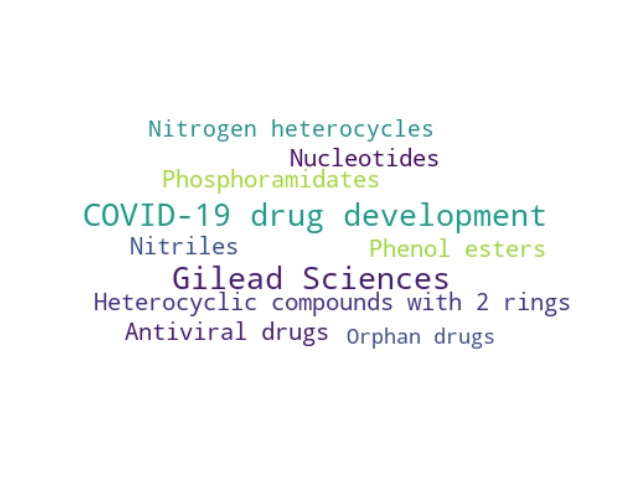 Nitrogen heterocycles
Nucleotides
Phosphoramidates
COVID-19 drug development
Nitriles
Phenol esters
Gilead Sciences
Heterocyclic compounds with 2 rings
Antiviral drugs
Orphan drugs